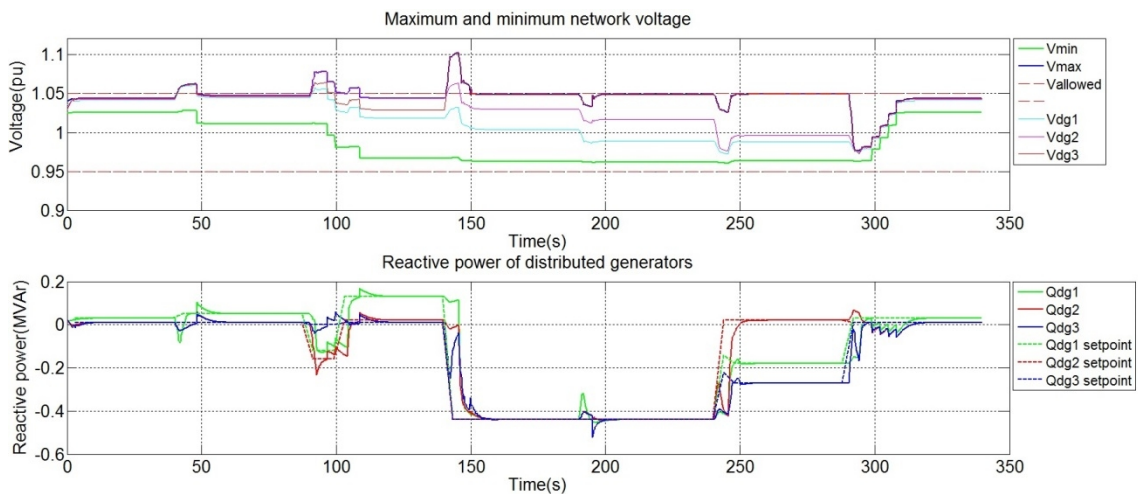 Maximum and minimum network voltage
Voltage(pu)
1.1
1.05
1
0.95
0.9
0
50
100
150
200
250
300
350
Time(s)
Vmin
Vmax
Vallowed
Vdg1
Vdg2
Vdg3
Reactive power of distributed generators
Reactive power(MVAr)
0.2
0
-0.2
-0.4
-0.6
0
50
100
150
200
250
300
350
Time(s)
Qdg1
Qdg2
Qdg3
Qdg1 setpoint
Qdg2 setpoint
Qdg3 setpoint